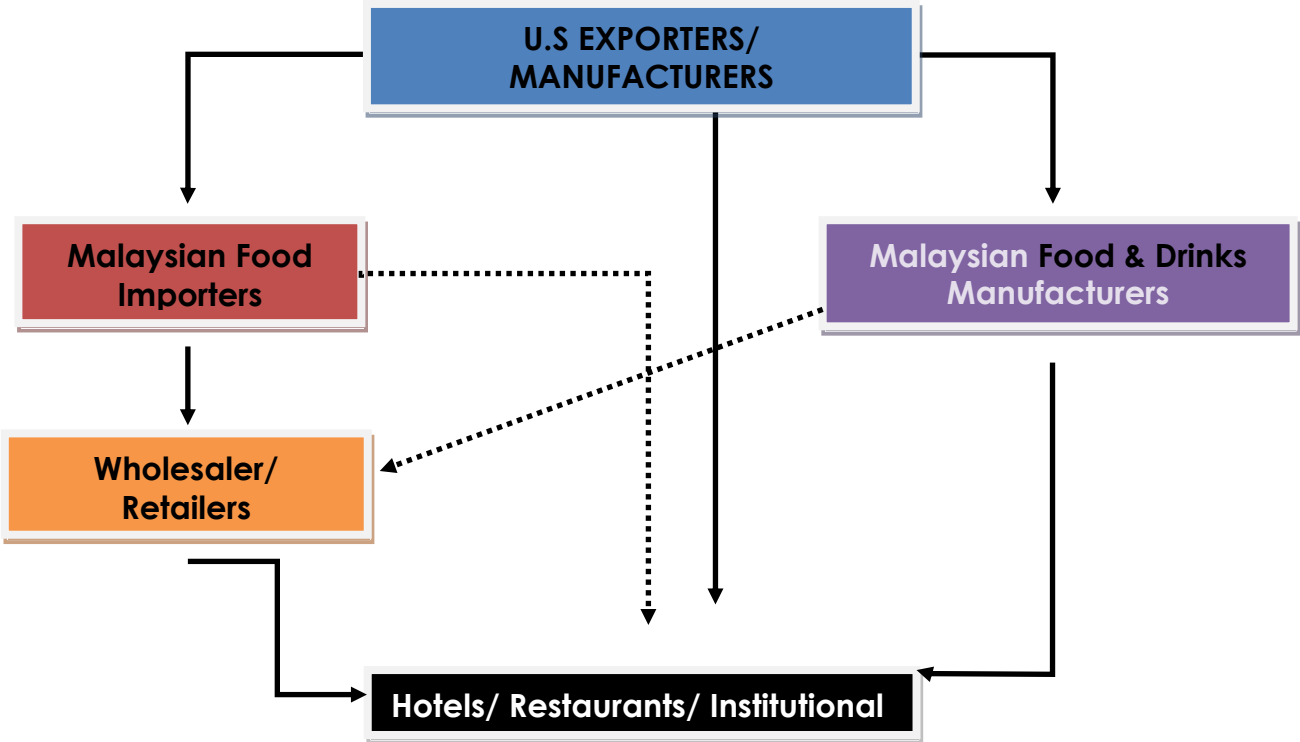 U.S EXPORTERS/
MANUFACTURERS
Malaysian Food
Importers
Malaysian Food & Drinks
Manufacturers
Wholesaler/
Retailers
Hotels/ Restaurants/ Institutional